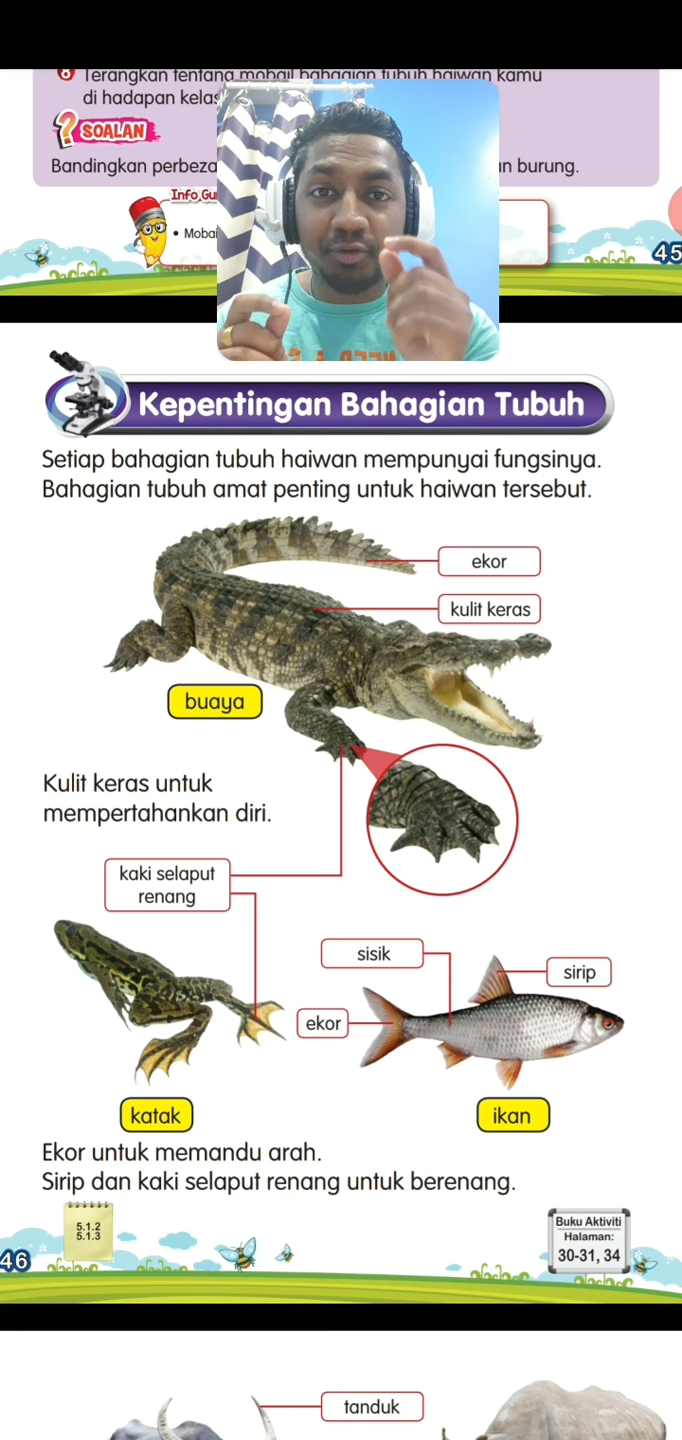 8 Terangkan tentang mobail bahagian tubuh haiwan kamu
di hadapan kelas
? SOALAN
Bandingkan perbeza
an burung.
Info Gu
• Mobai
45
Kepentingan Bahagian Tubuh
Setiap bahagian tubuh haiwan mempunyai fungsinya.
Bahagian tubuh amat penting untuk haiwan tersebut.
ekor
kulit keras
buaya
Kulit keras untuk
mempertahankan diri.
kaki selaput
renang
sisik
sirip
ekor
katak
ikan
Ekor untuk memandu arah.
Sirip dan kaki selaput renang untuk berenang.
5.1.2
5.1.3
Buku Aktiviti
Halaman:
30-31, 34
46
tanduk